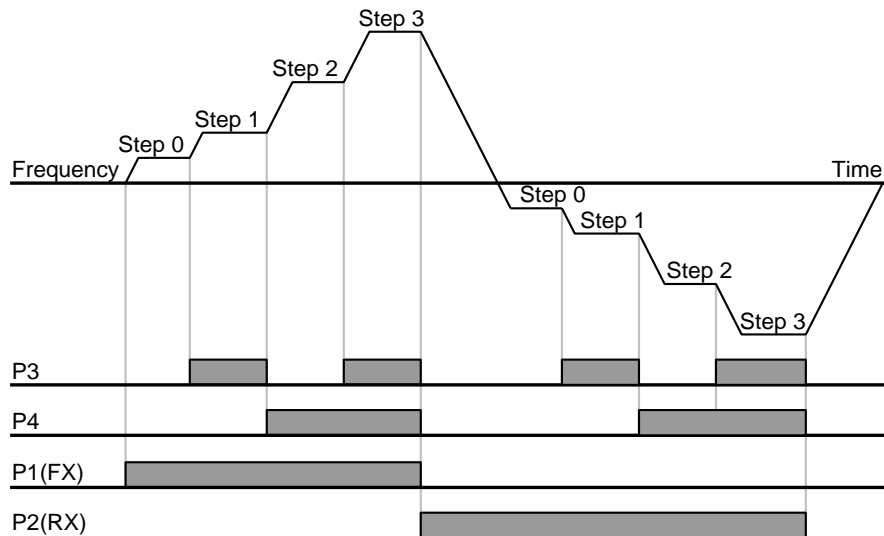 Step 3
Step 2
Step 1
Step 0
Frequency
Time
Step 0
Step 1
Step 2
Step 3
P3
P4
P1(FX)
P2(RX)